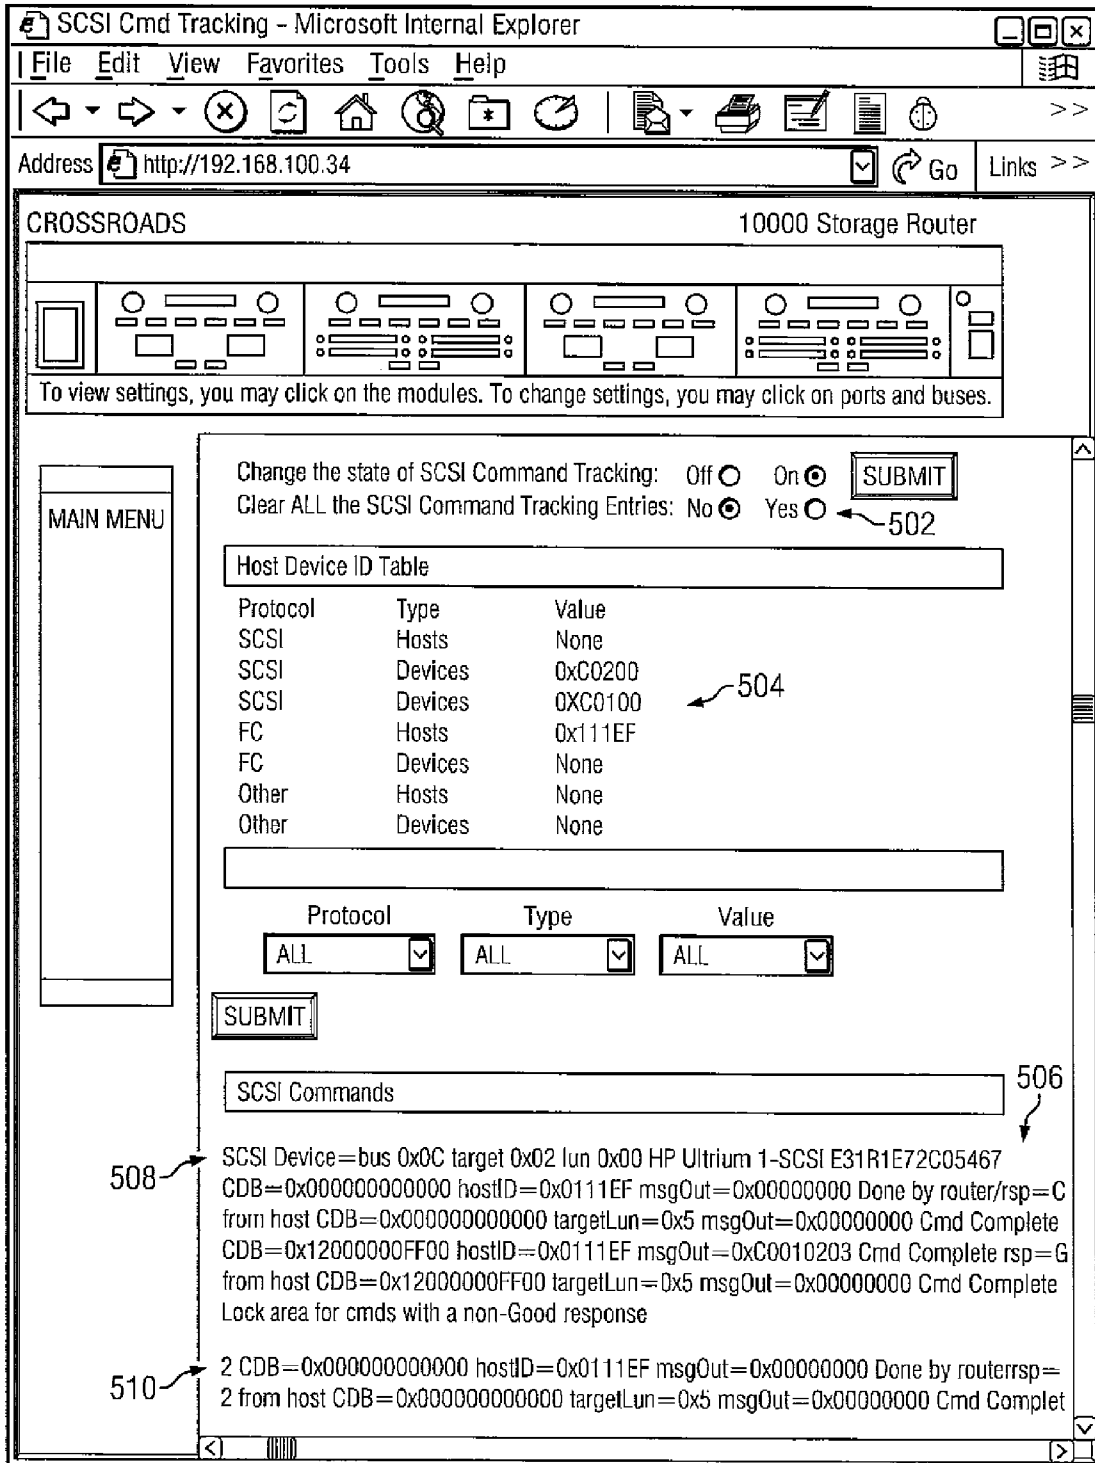 SCSI Cmd Tracking - Microsoft Internal Explorer
File Edit View Favorites Tools Help
>>
Address http://192.168.100.34 Go Links >>
CROSSROADS 10000 Storage Router
To view settings, you may click on the modules. To change settings, you may click on ports and buses.
MAIN MENU
Change the state of SCSI Command Tracking: Off On SUBMIT
Clear ALL the SCSI Command Tracking Entries: No Yes 502
Host Device ID Table
Protocol Type Value
SCSI Hosts None
SCSI Devices 0xC0200
SCSI Devices 0XC0100 504
FC Hosts 0x111EF
FC Devices None
Other Hosts None
Other Devices None
Protocol Type Value
ALL ALL ALL
SUBMIT
SCSI Commands
506
508 SCSI Device=bus 0x0C target 0x02 lun 0x00 HP Ultrium 1-SCSI E31R1E72C05467
CDB=0x000000000000 hostID=0x0111EF msgOut=0x00000000 Done by router/rsp=C
from host CDB=0x000000000000 targetLun=0x5 msgOut=0x00000000 Cmd Complete
CDB=0x12000000FF00 hostID=0x0111EF msgOut=0xC0010203 Cmd Complete rsp=G
from host CDB=0x12000000FF00 targetLun=0x5 msgOut=0x00000000 Cmd Complete
Lock area for cmds with a non-Good response
510 2 CDB=0x000000000000 hostID=0x0111EF msgOut=0x00000000 Done by routerrsp=
2 from host CDB=0x000000000000 targetLun=0x5 msgOut=0x00000000 Cmd Complet